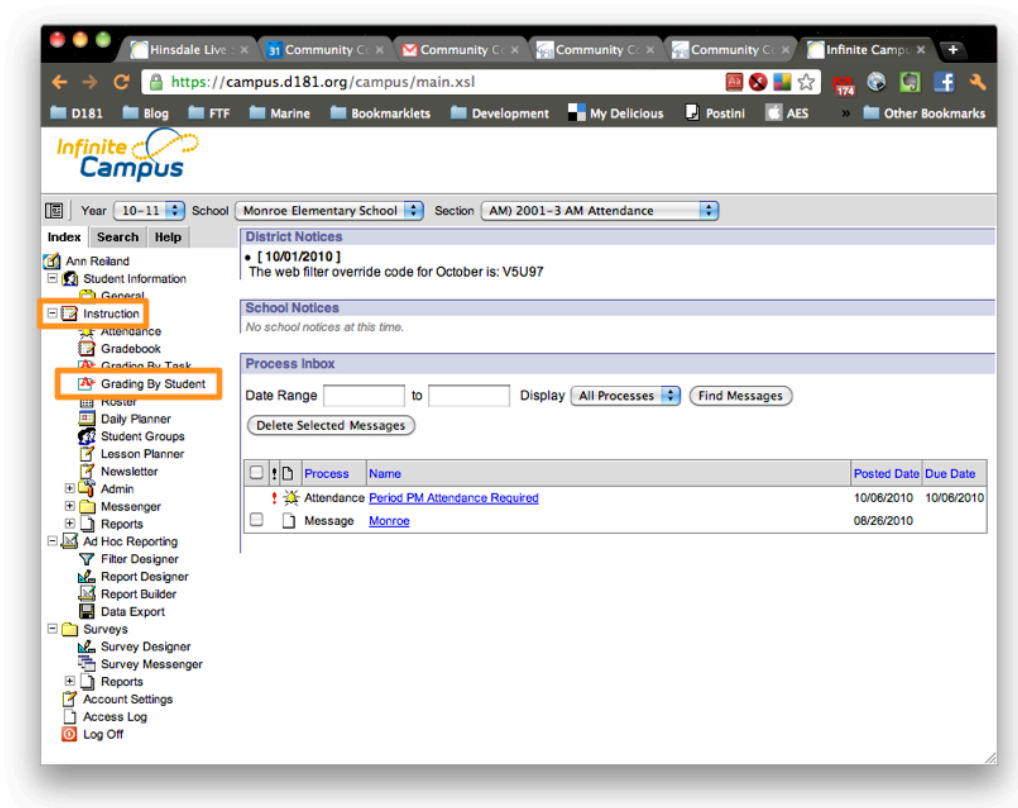 Hinsdale Live
31 Community C
Community C
Community C
Community C
Infinite Campu
https://campus.d181.org/campus/main.xsl
174
D181 Blog FTF Marine Bookmarklets Development My Delicious Postini AES » Other Bookmarks
Infinite
Campus
Year 10-11 School Monroe Elementary School Section AM) 2001-3 AM Attendance
Index Search Help
Ann Reiland
Student Information
General
Instruction
Attendance
Gradebook
Grading By Task
Grading By Student
Roster
Daily Planner
Student Groups
Lesson Planner
Newsletter
Admin
Messenger
Reports
Ad Hoc Reporting
Filter Designer
Report Designer
Report Builder
Data Export
Surveys
Survey Designer
Survey Messenger
Reports
Account Settings
Access Log
Log Off
District Notices
• [ 10/01/2010 ]
The web filter override code for October is: V5U97
School Notices
No school notices at this time.
Process Inbox
Date Range to Display All Processes Find Messages
Delete Selected Messages
! Process Name Posted Date Due Date
! Attendance Period PM Attendance Required 10/06/2010 10/06/2010
Message Monroe 08/26/2010